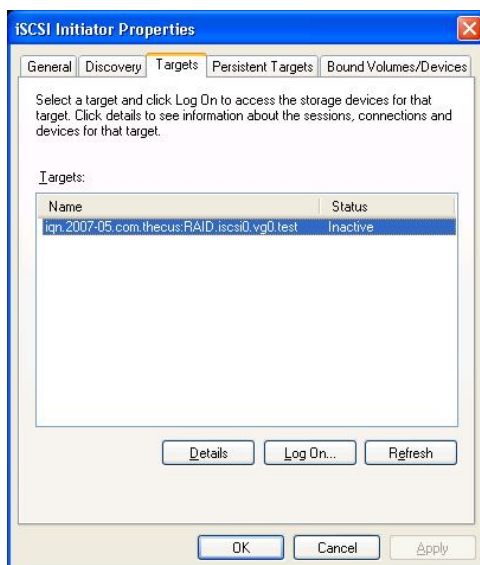 iSCSI Initiator Properties
General Discovery Targets Persistent Targets Bound Volumes/Devices
Select a target and click Log On to access the storage devices for that
target. Click details to see information about the sessions, connections and
devices for that target.
Targets:
Name Status
iqn.2007-05.com.thecus:RAID.iscsi0.vg0.test Inactive
Details Log On... Refresh
OK Cancel Apply